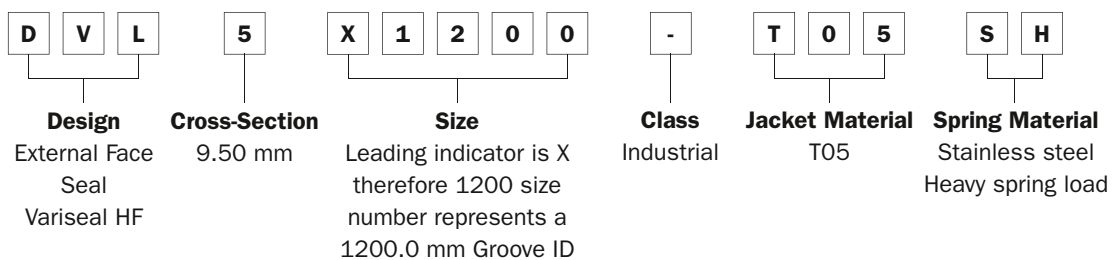 D V L 5 X 1 2 0 0 - T 0 5 S H
Design Cross-Section Size Class Jacket Material Spring Material
External Face 9.50 mm Leading indicator is X Industrial T05 Stainless steel
Seal therefore 1200 size Heavy spring load
Variseal HF number represents a
1200.0 mm Groove ID